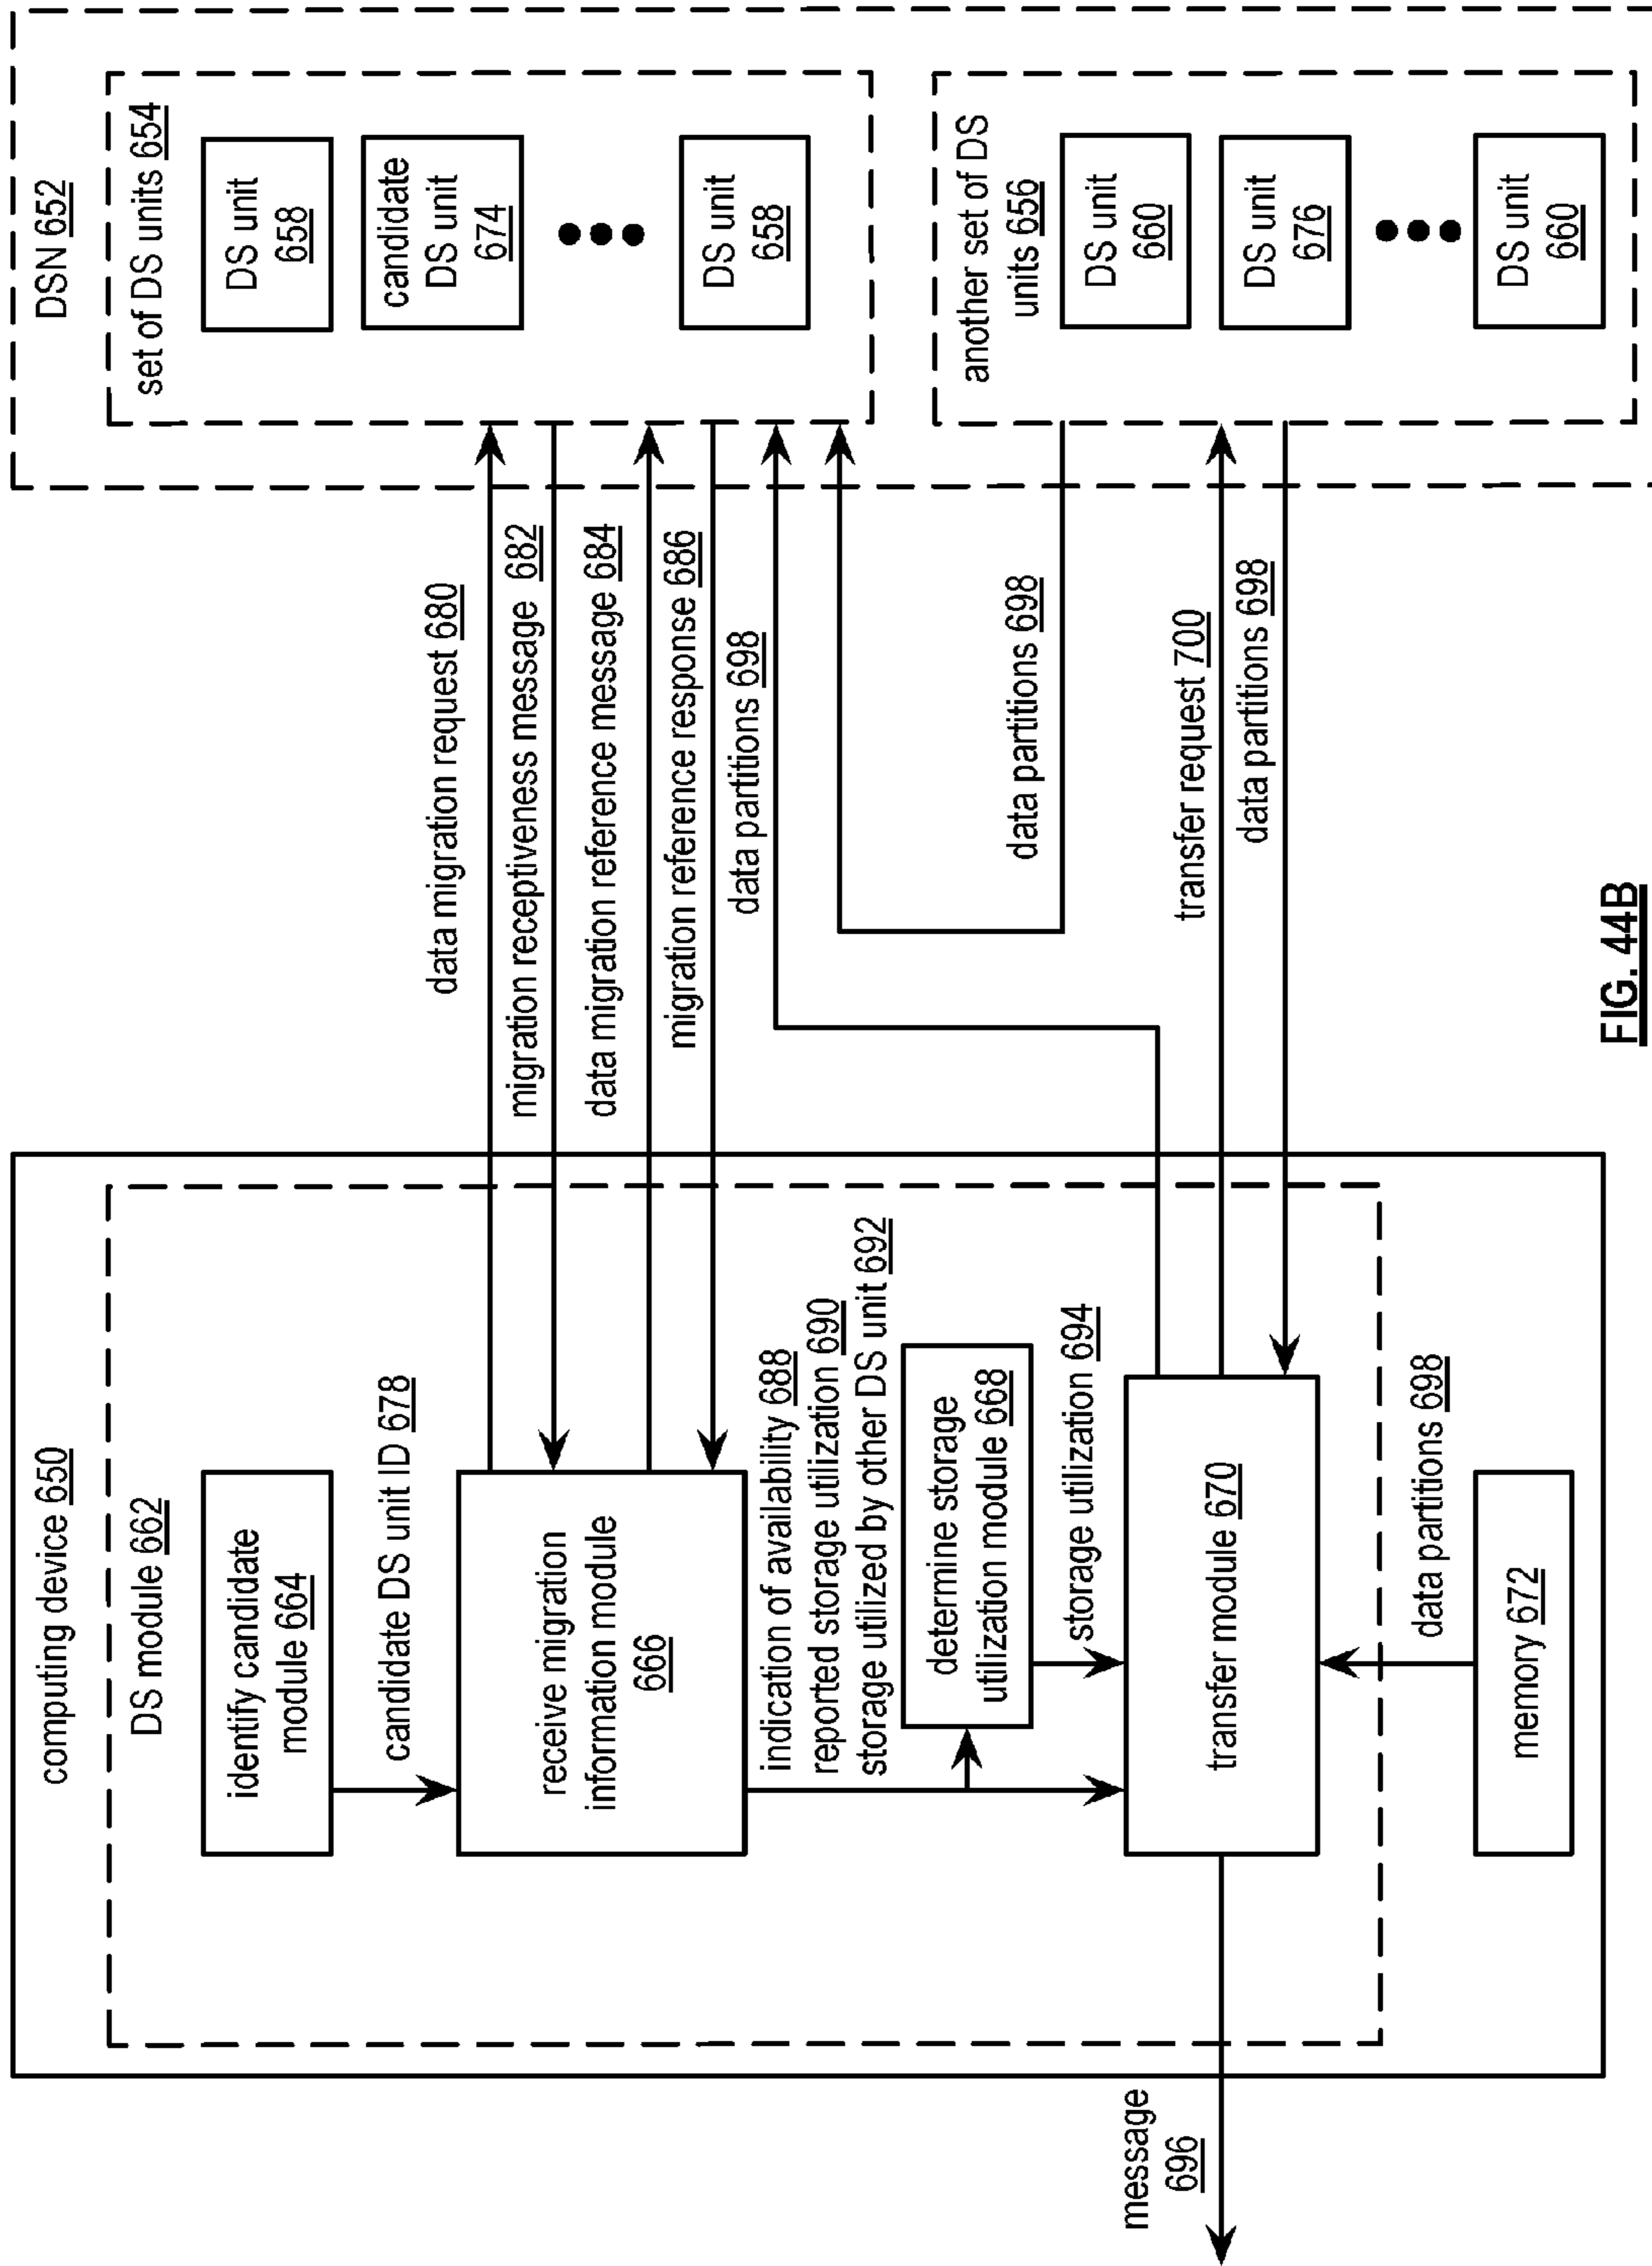 computing device 650
DS module 662
identify candidate
module 664
candidate DS unit ID 678
receive migration
information module
666
indication of availability 688
reported storage utilization 690
storage utilized by other DS unit 692
determine storage
utilization module 668
storage utilization 694
transfer module 670
data partitions 698
memory 672
message
696
data migration request 680
migration receptiveness message 682
data migration reference message 684
migration reference response 686
data partitions 698
data partitions 698
transfer request 700
data partitions 698
DSN 652
set of DS units 654
DS unit
658
candidate
DS unit
674
DS unit
658
another set of DS
units 656
DS unit
660
DS unit
676
DS unit
660
FIG. 44B